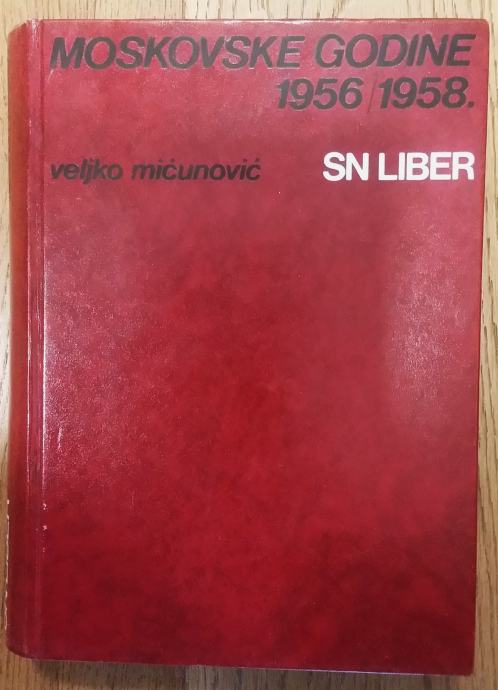 MOSKOVSKE GODINE
1956/1958.
veljko mićunović SN LIBER